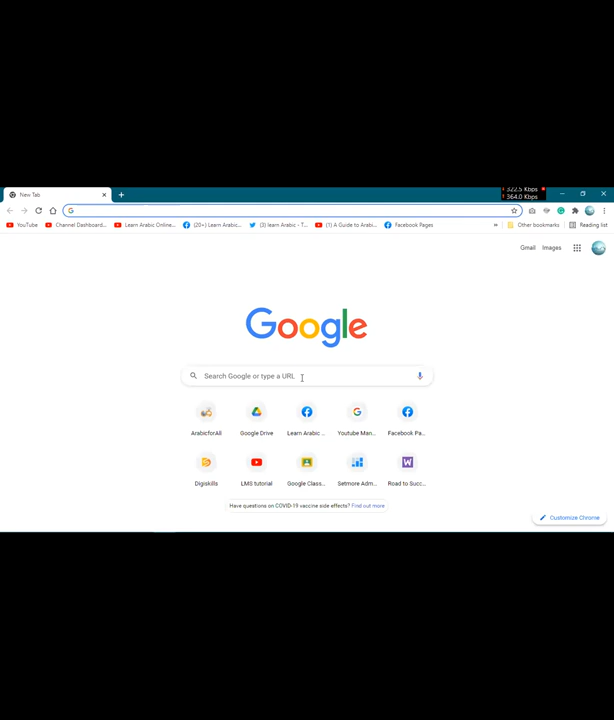 New Tab
322.5 Kbps
364.0 Kbps
YouTube
Channel Dashboard...
Learn Arabic Online...
(20+) Learn Arabic...
(3) learn Arabic - T...
(1) A Guide to Arabi...
Facebook Pages
»
Other bookmarks
Reading list
Gmail
Images
Google
Search Google or type a URL
ArabicforAll
Google Drive
Learn Arabic ...
Youtube Man...
Facebook Pa...
Digiskills
LMS tutorial
Google Class...
Setmore Adm...
Road to Succ...
Have questions on COVID-19 vaccine side effects? Find out more
Customize Chrome